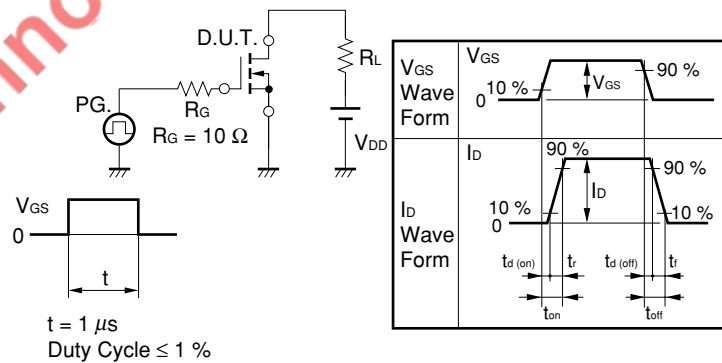 D.U.T.
RL
PG.
RG
RG = 10 Ω
VDD
VGS
0
t
t = 1 μs
Duty Cycle ≤ 1 %
VGS
Wave
Form
VGS
10 %
0
VGS
90 %
ID
Wave
Form
ID
90 %
90 %
10 %
0
ID
10 %
td (on)
tr
td (off)
tf
ton
toff